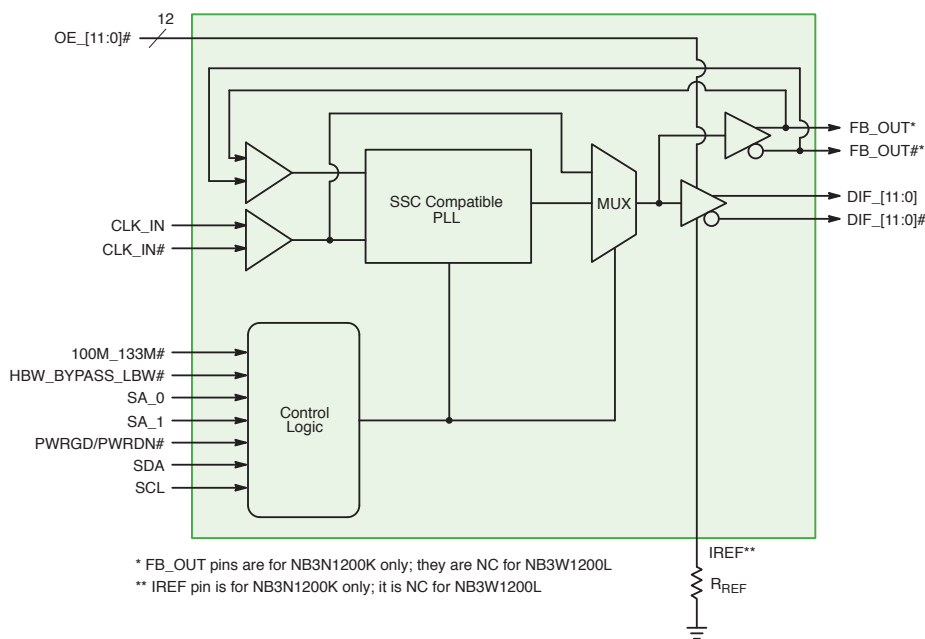 12
OE_[11:0]#
FB_OUT*
FB_OUT#*
SSC Compatible
PLL
MUX
DIF_[11:0]
DIF_[11:0]#
CLK_IN
CLK_IN#
100M_133M#
HBW_BYPASS_LBW#
SA_0
SA_1
PWRGD/PWRDN#
SDA
SCL
Control
Logic
IREF**
RREF
* FB_OUT pins are for NB3N1200K only; they are NC for NB3W1200L
** IREF pin is for NB3N1200K only; it is NC for NB3W1200L